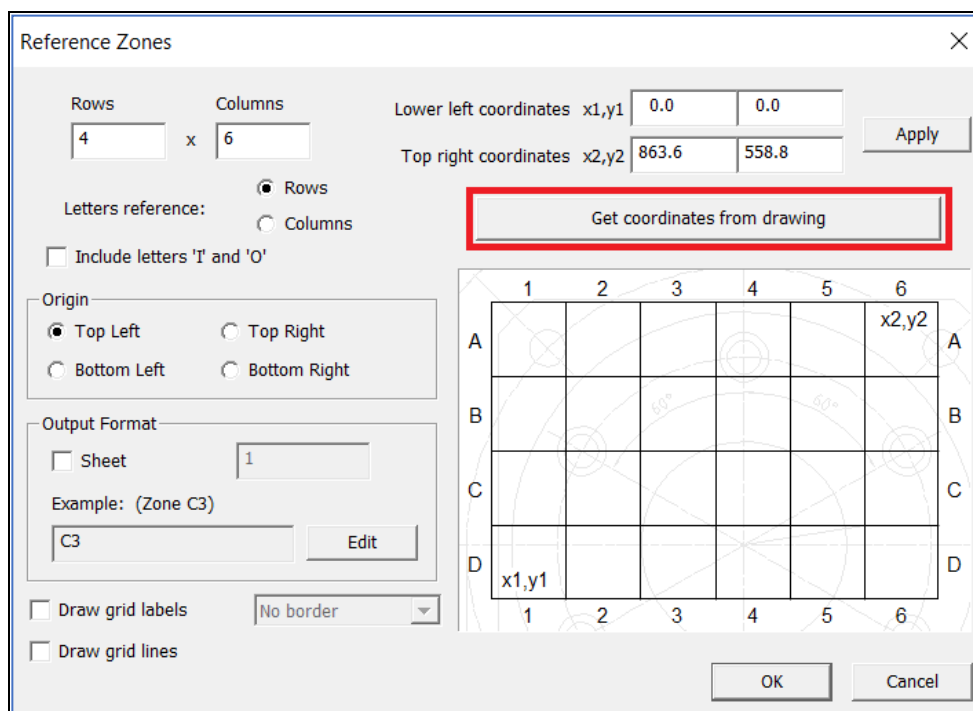 Reference Zones
Rows Columns
4 x 6
Lower left coordinates x1,y1 0.0 0.0
Top right coordinates x2,y2 863.6 558.8
Apply
Letters reference:
Rows
Columns
Get coordinates from drawing
Include letters 'I' and 'O'
Origin
Top Left Top Right
Bottom Left Bottom Right
Output Format
Sheet 1
Example: (Zone C3)
C3 Edit
Draw grid labels No border
Draw grid lines
1 2 3 4 5 6
A x2,y2 A
60° 60°
B B
C C
D x1,y1 D
1 2 3 4 5 6
OK Cancel